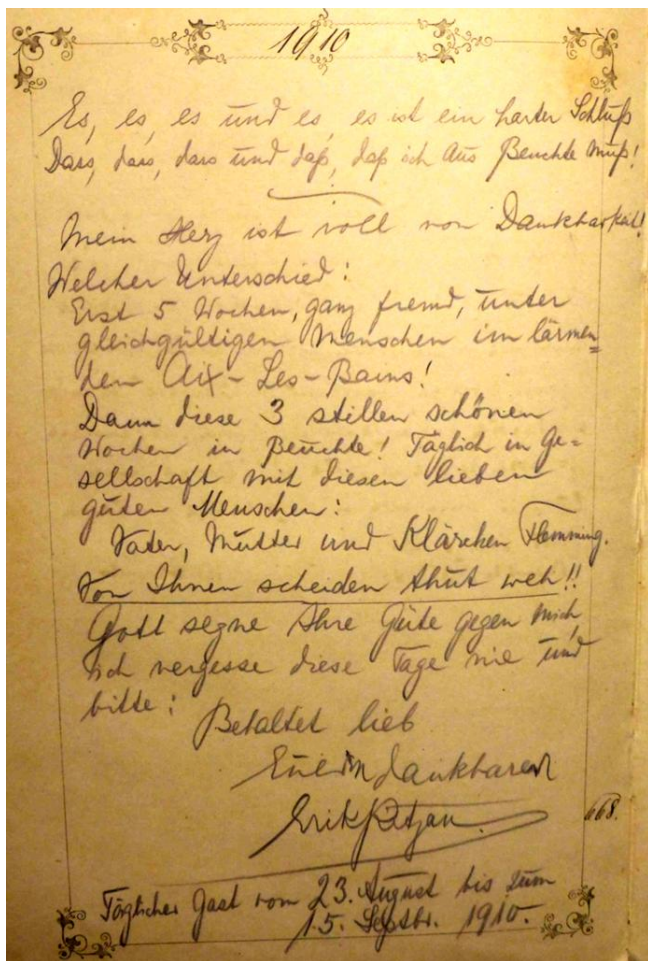 1910
Es, es, es und es, es ist ein harter Schluß
Dass, dass, dass und daß, daß ich aus Beuchte muß!
Mein Herz ist voll von Dankbarkeit!
Welcher Unterschied:
Erst 5 Wochen, ganz fremd, unter
gleichgültigen Menschen im lärmen=
den Aix-Les-Bains!
Dann diese 3 stillen schönen
Wochen in Beuchte! Täglich in Ge=
sellschaft mit diesen lieben
guten Menschen:
Vater, Mutter und Klärchen Flemming.
Von Ihnen scheiden thut weh!!
Gott segne Ihre Güte gegen mich,
ich vergesse diese Tage nie und
bitte:
Behaltet lieb
Euern dankbaren
Erik
668.
Täglicher Gast vom 23. August bis zum
15. Septbr. 1910.